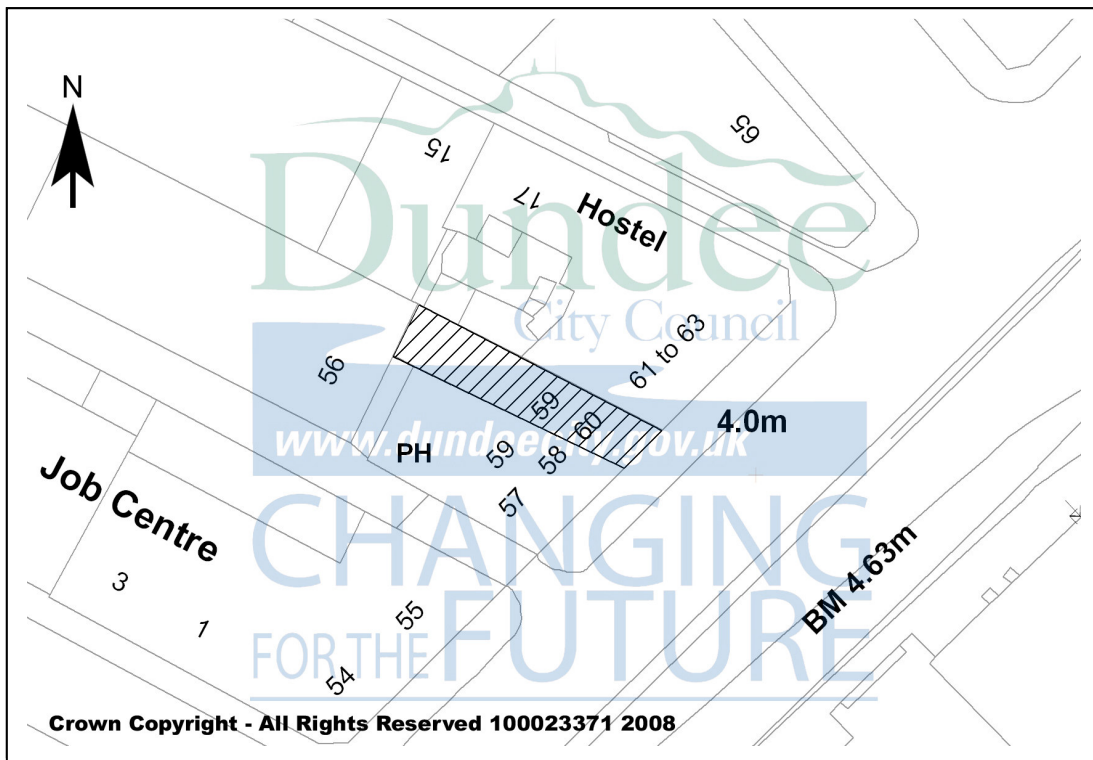 N
65
15
17
Hostel
Dundee
City Council
61 to 63
56
59
60
4.0m
www.dundeecity.gov.uk
PH
59
58
57
Job Centre
CHANGING
FOR THE FUTURE
BM 4.63m
3
1
55
54
Crown Copyright - All Rights Reserved 100023371 2008